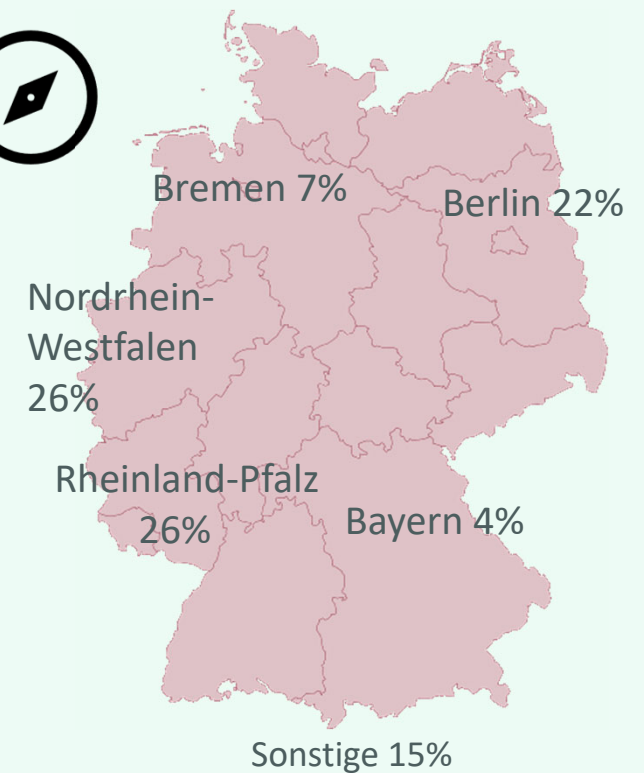 Bremen 7%
Berlin 22%
Nordrhein-
Westfalen
26%
Rheinland-Pfalz
26%
Bayern 4%
Sonstige 15%